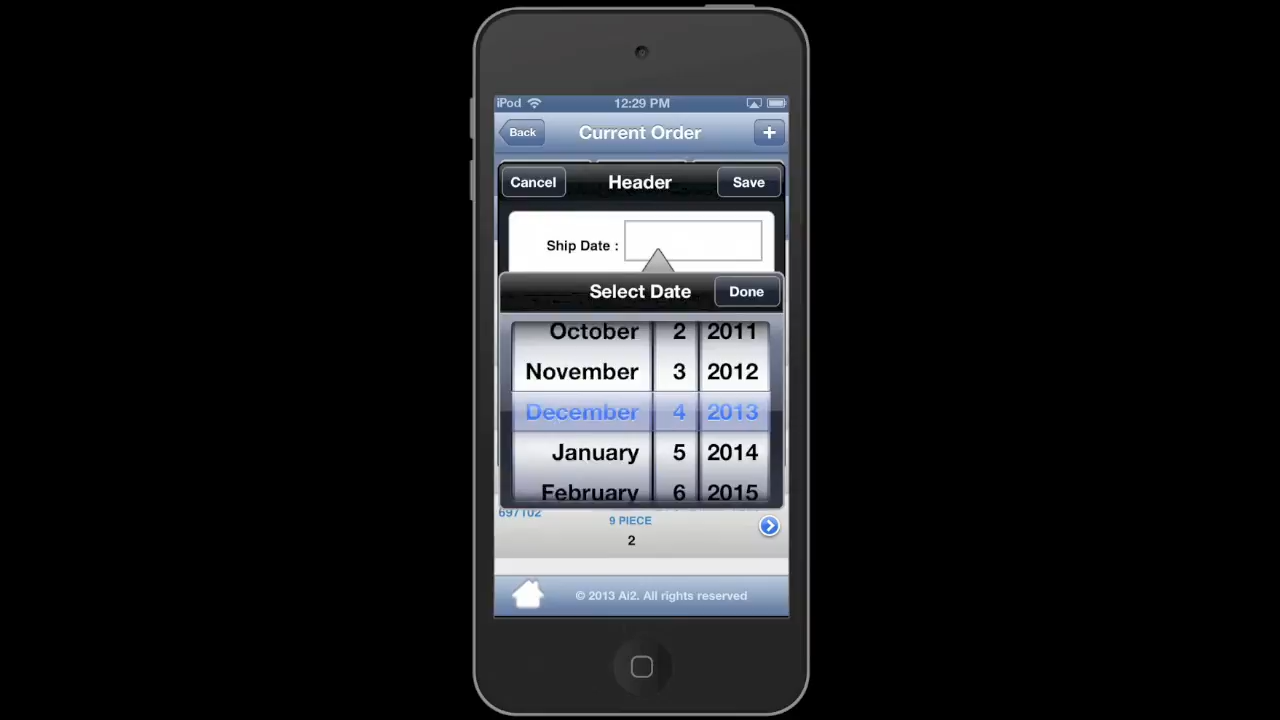 iPod 12:29 PM
Back Current Order +
Cancel Header Save
Ship Date :
Select Date Done
October 2 2011
November 3 2012
December 4 2013
January 5 2014
February 6 2015
697102
9 PIECE
2
© 2013 Ai2. All rights reserved